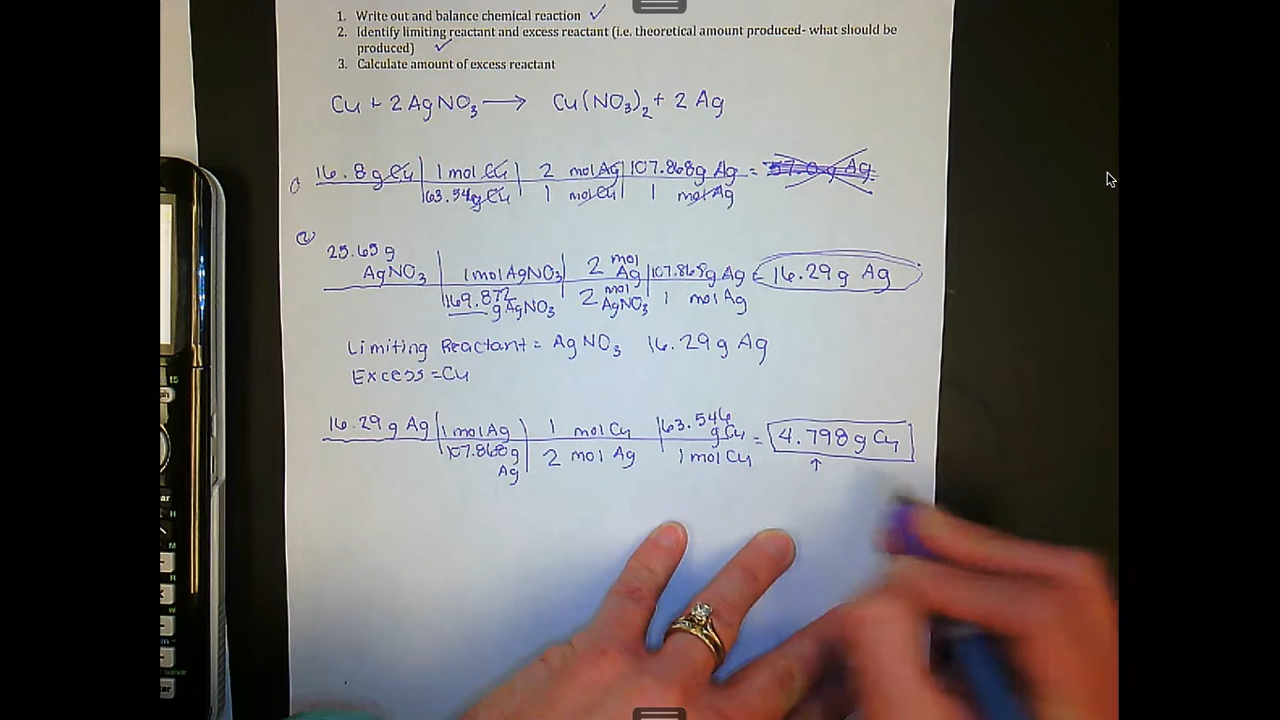 1. Write out and balance chemical reaction ✓
2. Identify limiting reactant and excess reactant (i.e. theoretical amount produced- what should be
produced) ✓
3. Calculate amount of excess reactant
Cu + 2 AgNO₃ → Cu(NO₃)₂ + 2 Ag
① 16.8 g Cu | 1 mol Cu | 2 mol Ag | 107.868 g Ag =
63.546 g Cu | 1 mol Cu | 1 mol Ag
②
25.65 g
AgNO₃ | 1 mol AgNO₃ | 2 mol Ag | 107.868 g Ag = 16.29 g Ag
169.872 g AgNO₃ | 2 mol AgNO₃ | 1 mol Ag
Limiting Reactant = AgNO₃ 16.29 g Ag
Excess = Cu
16.29 g Ag | 1 mol Ag | 1 mol Cu | 63.546 g Cu = 4.798 g Cu
107.868 g Ag | 2 mol Ag | 1 mol Cu
↑